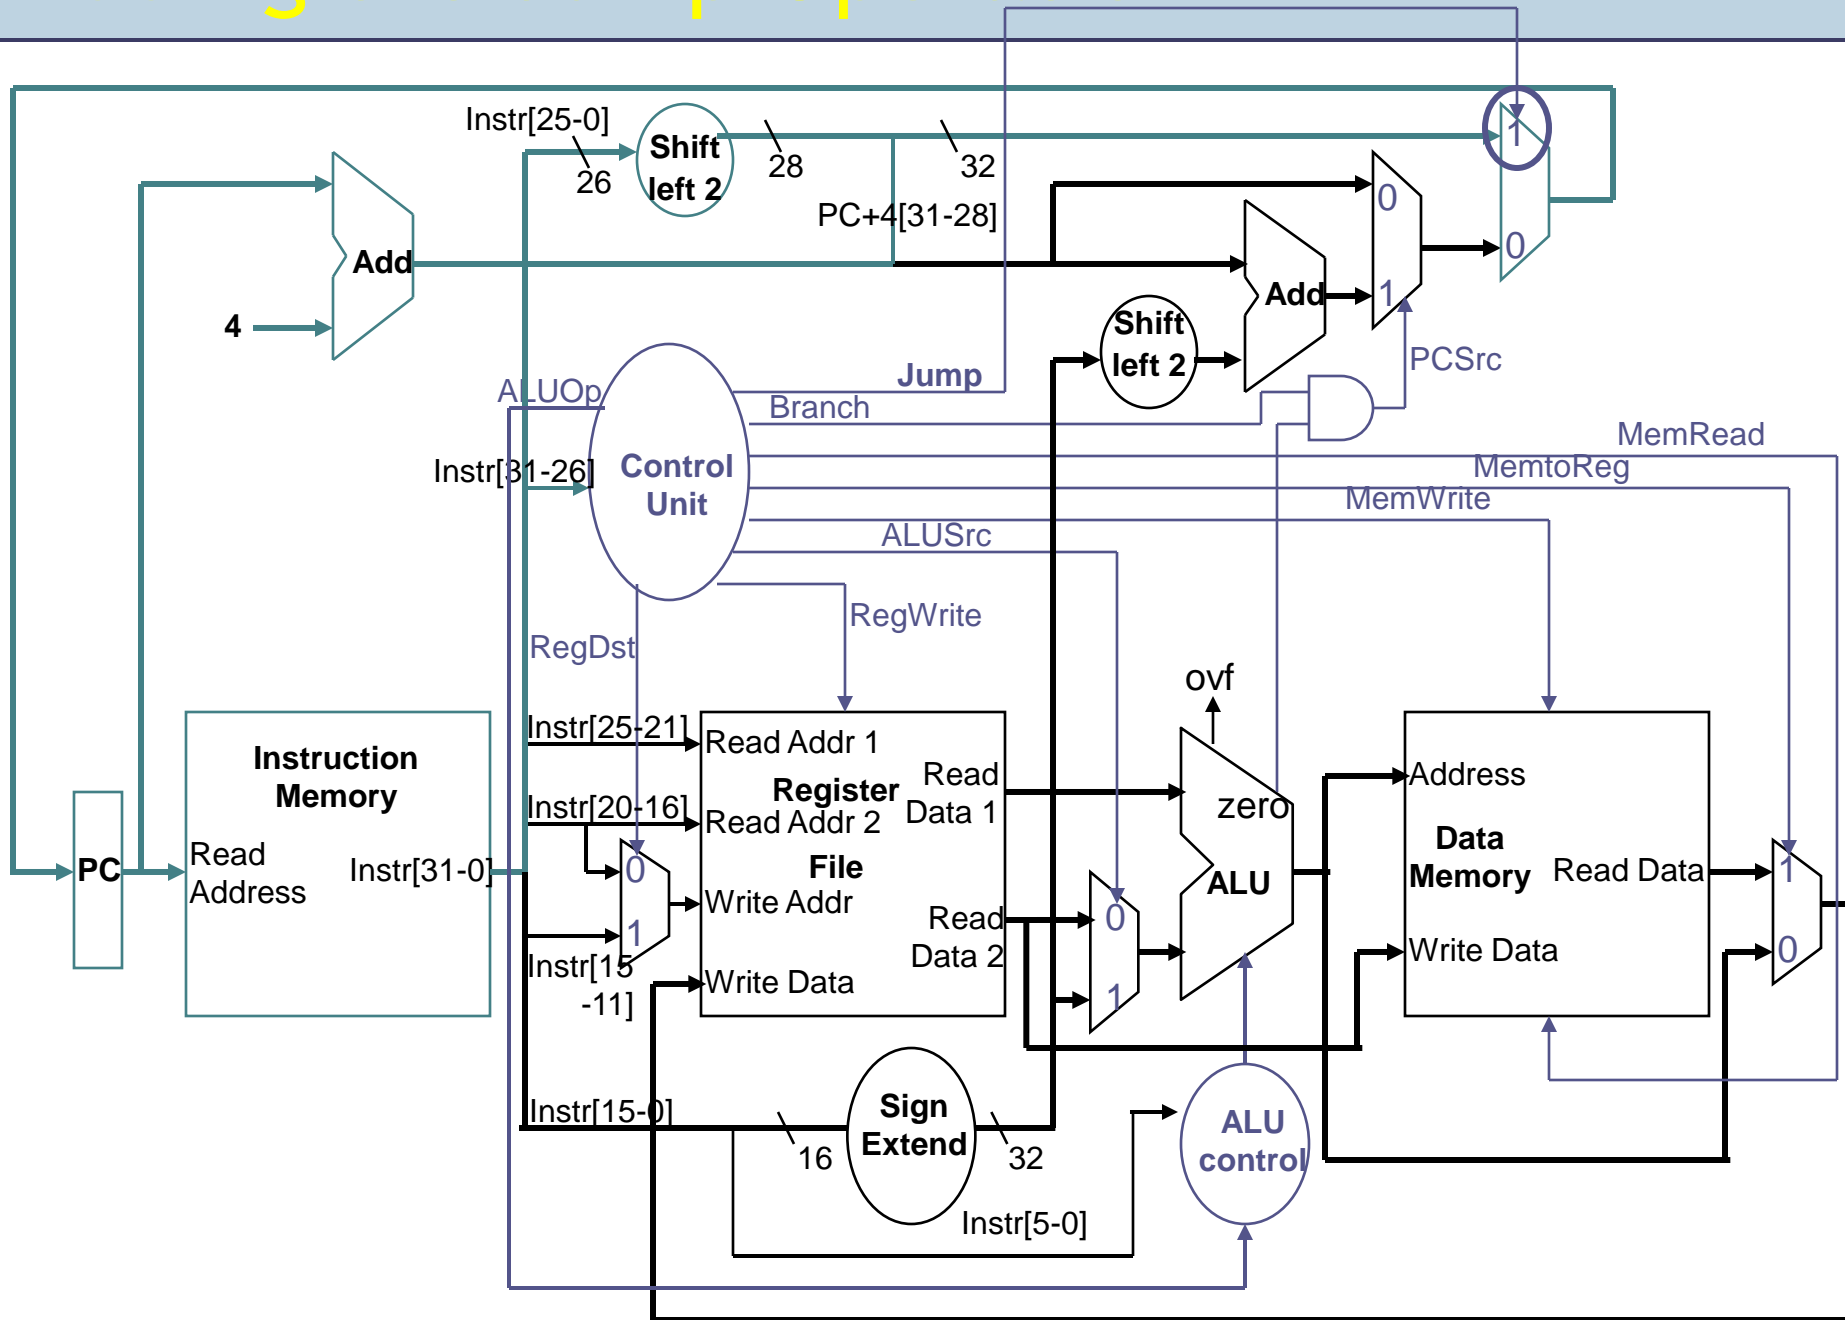 Instr[25-0]
Shift
left 2
26
28
32
PC+4[31-28]
Add
4
1
0
0
1
Add
Shift
left 2
PCSrc
ALUOp
Jump
Branch
MemRead
MemtoReg
MemWrite
ALUSrc
Instr[31-26]
Control
Unit
RegWrite
RegDst
ovf
Instruction
Memory
PC
Read
Address
Instr[31-0]
Instr[25-21]
Instr[20-16]
0
1
Instr[15
-11]
Read Addr 1
Register
Read Addr 2
File
Write Addr
Write Data
Read
Data 1
Read
Data 2
0
1
zero
ALU
Address
Data
Memory
Read Data
Write Data
1
0
Instr[15-0]
16
Sign
Extend
32
ALU
control
Instr[5-0]